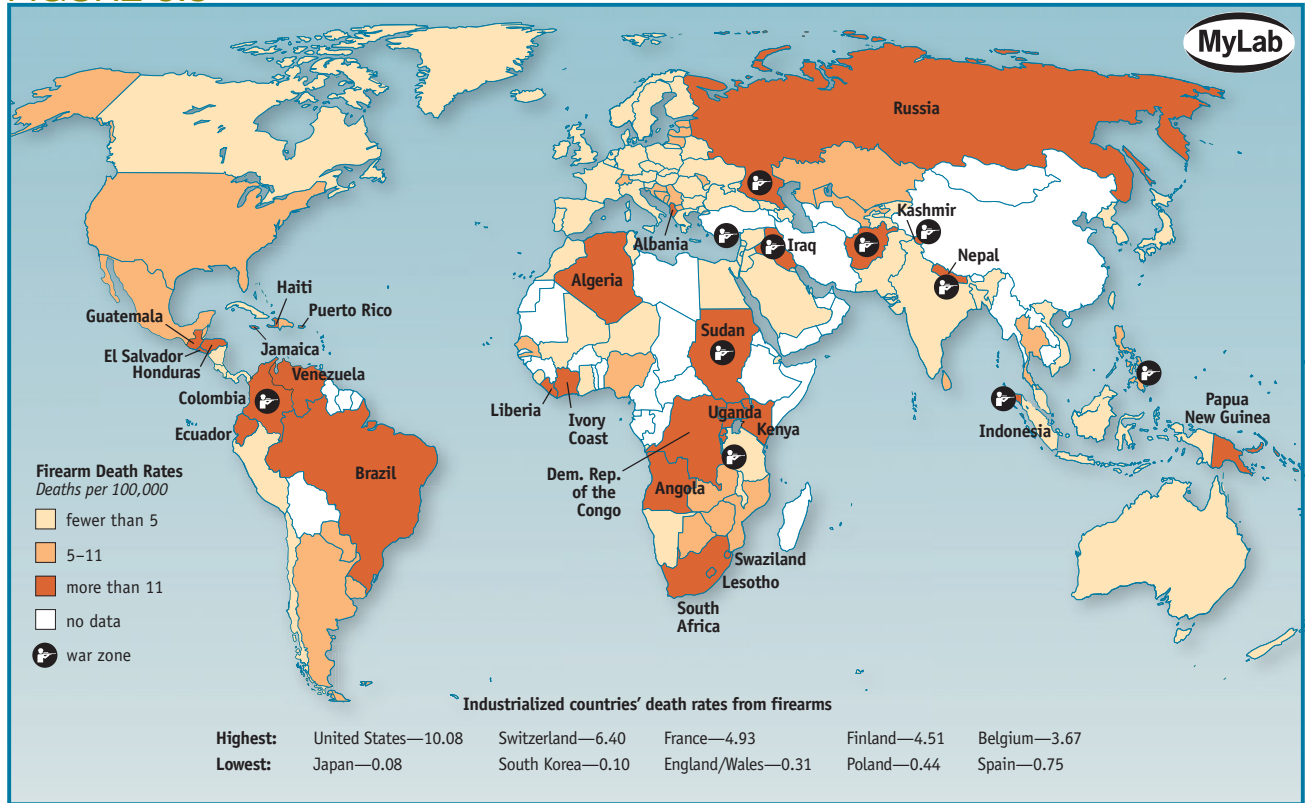 MyLab
Russia
Kashmir
Albania
Iraq
Nepal
Algeria
Haiti
Puerto Rico
Guatemala
Sudan
El Salvador
Jamaica
Honduras
Venezuela
Colombia
Liberia
Ivory
Coast
Uganda
Kenya
Papua
New Guinea
Indonesia
Ecuador
Brazil
Dem. Rep.
of the
Congo
Angola
Swaziland
Lesotho
South
Africa
Firearm Death Rates
Deaths per 100,000
fewer than 5
5–11
more than 11
no data
war zone
Industrialized countries’ death rates from firearms
Highest: United States—10.08 Switzerland—6.40 France—4.93 Finland—4.51 Belgium—3.67
Lowest: Japan—0.08 South Korea—0.10 England/Wales—0.31 Poland—0.44 Spain—0.75